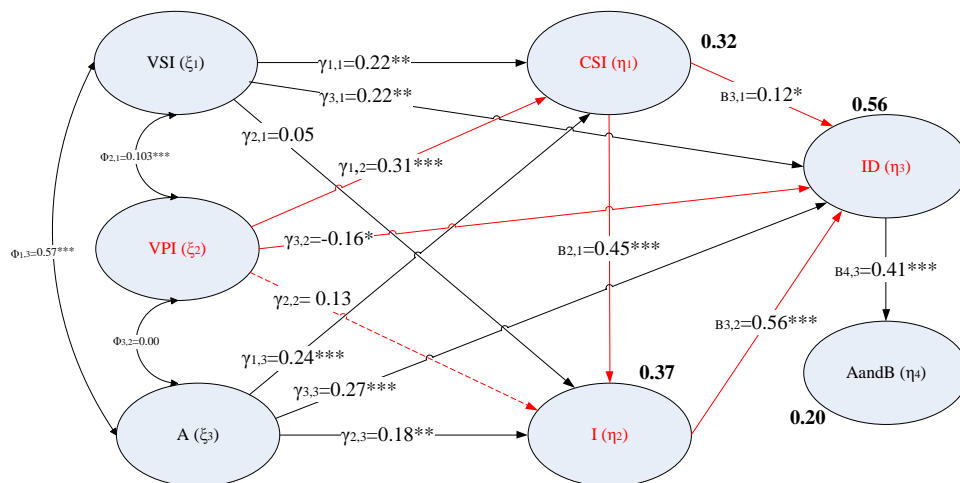 VSI (ξ1)
CSI (η1)
0.32
γ1,1=0.22**
γ3,1=0.22**
γ2,1=0.05
B3,1=0.12*
0.56
ID (η3)
Φ2,1=0.103***
γ1,2=0.31***
VPI (ξ2)
γ3,2=-0.16*
Φ1,3=0.57***
B2,1=0.45***
B4,3=0.41***
γ2,2= 0.13
B3,2=0.56***
Φ3,2=0.00
γ1,3=0.24***
γ3,3=0.27***
0.37
AandB (η4)
0.20
A (ξ3)
γ2,3=0.18**
I (η2)